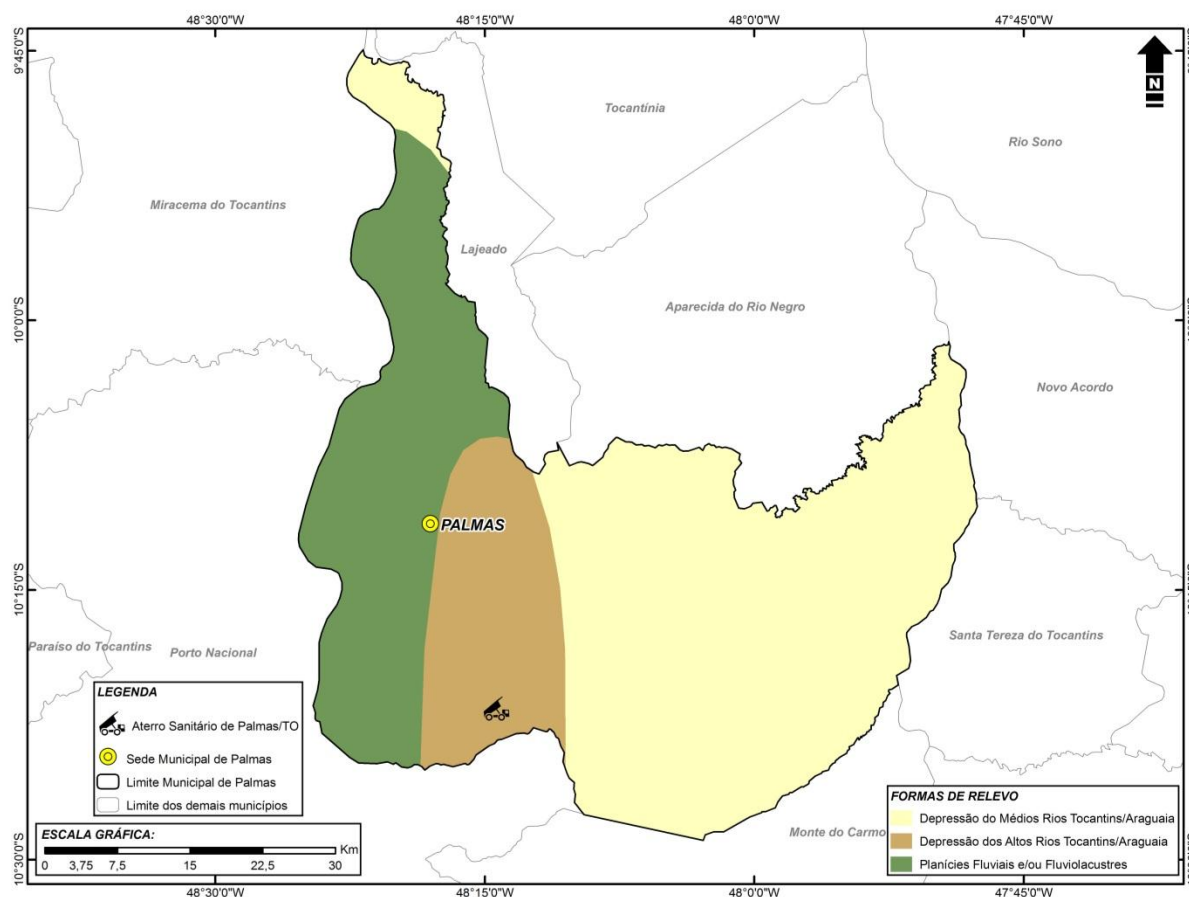 48°30'0"W
48°15'0"W
48°0'0"W
47°45'0"W
9°45'0"S
N
Tocantínia
Rio Sono
Miracema do Tocantins
Lajeado
10°0'0"S
Aparecida do Rio Negro
Novo Acordo
PALMAS
10°15'0"S
Paraíso do Tocantins
Porto Nacional
Santa Tereza do Tocantins
LEGENDA
Aterro Sanitário de Palmas/TO
Sede Municipal de Palmas
Limite Municipal de Palmas
Limite dos demais municípios
ESCALA GRÁFICA:
Km
0 3,75 7,5 15 22,5 30
Monte do Carmo
FORMAS DE RELEVO
Depressão do Médios Rios Tocantins/Araguaia
Depressão dos Altos Rios Tocantins/Araguaia
Planícies Fluviais e/ou Fluviolacustres
10°30'0"S
48°30'0"W
48°15'0"W
48°0'0"W
47°45'0"W